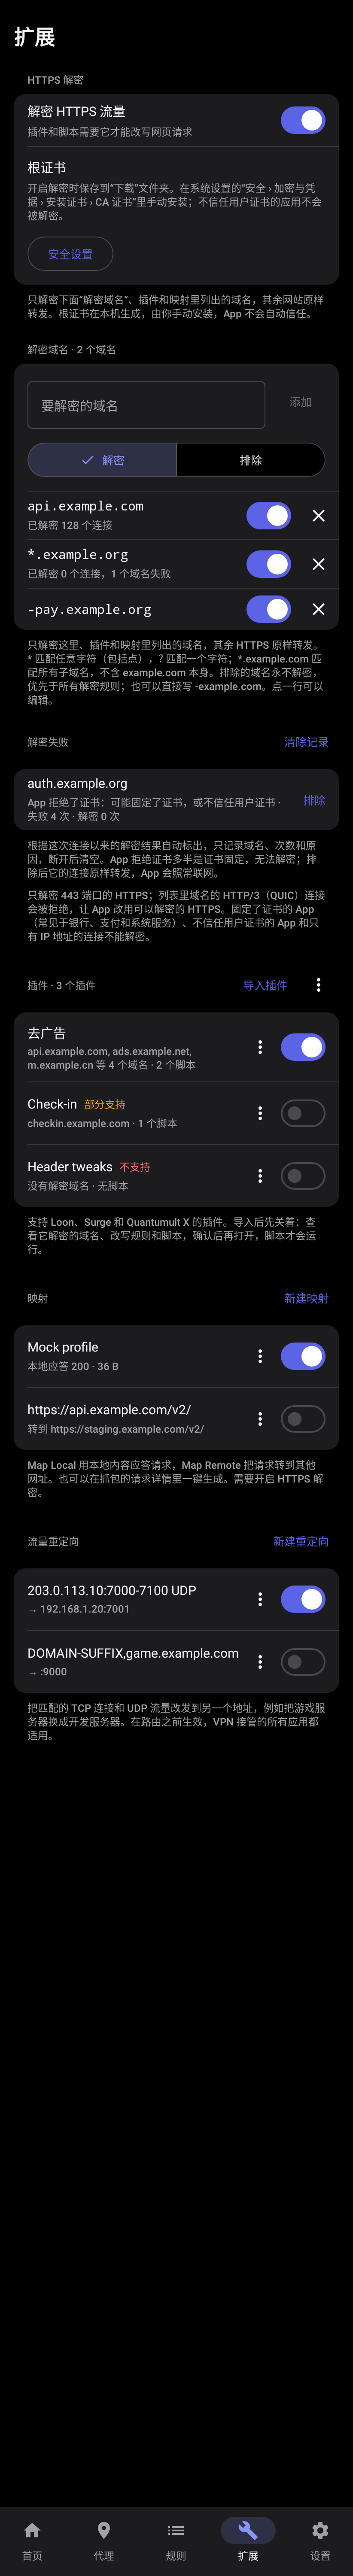 扩展
HTTPS 解密
解密 HTTPS 流量
插件和脚本需要它才能改写网页请求
根证书
开启解密时保存到“下载”文件夹。在系统设置的“安全 › 加密与凭
据 › 安装证书 › CA 证书”里手动安装；不信任用户证书的应用不会
被解密。
安全设置
只解密下面“解密域名”、插件和映射里列出的域名，其余网站原样
转发。根证书在本机生成，由你手动安装，App 不会自动信任。
解密域名 · 2 个域名
要解密的域名
添加
解密
排除
api.example.com
已解密 128 个连接
*.example.org
已解密 0 个连接，1 个域名失败
-pay.example.org
只解密这里、插件和映射里列出的域名，其余 HTTPS 原样转发。
* 匹配任意字符（包括点），? 匹配一个字符；*.example.com 匹
配所有子域名，不含 example.com 本身。排除的域名永不解密，
优先于所有解密规则；也可以直接写 -example.com。点一行可以
编辑。
解密失败
清除记录
auth.example.org
App 拒绝了证书：可能固定了证书，或不信任用户证书 ·
失败 4 次 · 解密 0 次
排除
根据这次连接以来的解密结果自动标出，只记录域名、次数和原
因，断开后清空。App 拒绝证书多半是证书固定，无法解密；排
除后它的连接原样转发，App 会照常联网。
只解密 443 端口的 HTTPS；列表里域名的 HTTP/3（QUIC）连接
会被拒绝，让 App 改用可以解密的 HTTPS。固定了证书的 App
（常见于银行、支付和系统服务）、不信任用户证书的 App 和只
有 IP 地址的连接不能解密。
插件 · 3 个插件
导入插件
去广告
api.example.com, ads.example.net,
m.example.cn 等 4 个域名 · 2 个脚本
Check-in 部分支持
checkin.example.com · 1 个脚本
Header tweaks 不支持
没有解密域名 · 无脚本
支持 Loon、Surge 和 Quantumult X 的插件。导入后先关着：查
看它解密的域名、改写规则和脚本，确认后再打开，脚本才会运
行。
映射
新建映射
Mock profile
本地应答 200 · 36 B
https://api.example.com/v2/
转到 https://staging.example.com/v2/
Map Local 用本地内容应答请求，Map Remote 把请求转到其他
网址。也可以在抓包的请求详情里一键生成。需要开启 HTTPS 解
密。
流量重定向
新建重定向
203.0.113.10:7000-7100 UDP
→ 192.168.1.20:7001
DOMAIN-SUFFIX,game.example.com
→ :9000
把匹配的 TCP 连接和 UDP 流量改发到另一个地址，例如把游戏服
务器换成开发服务器。在路由之前生效，VPN 接管的所有应用都
适用。
首页
代理
规则
扩展
设置